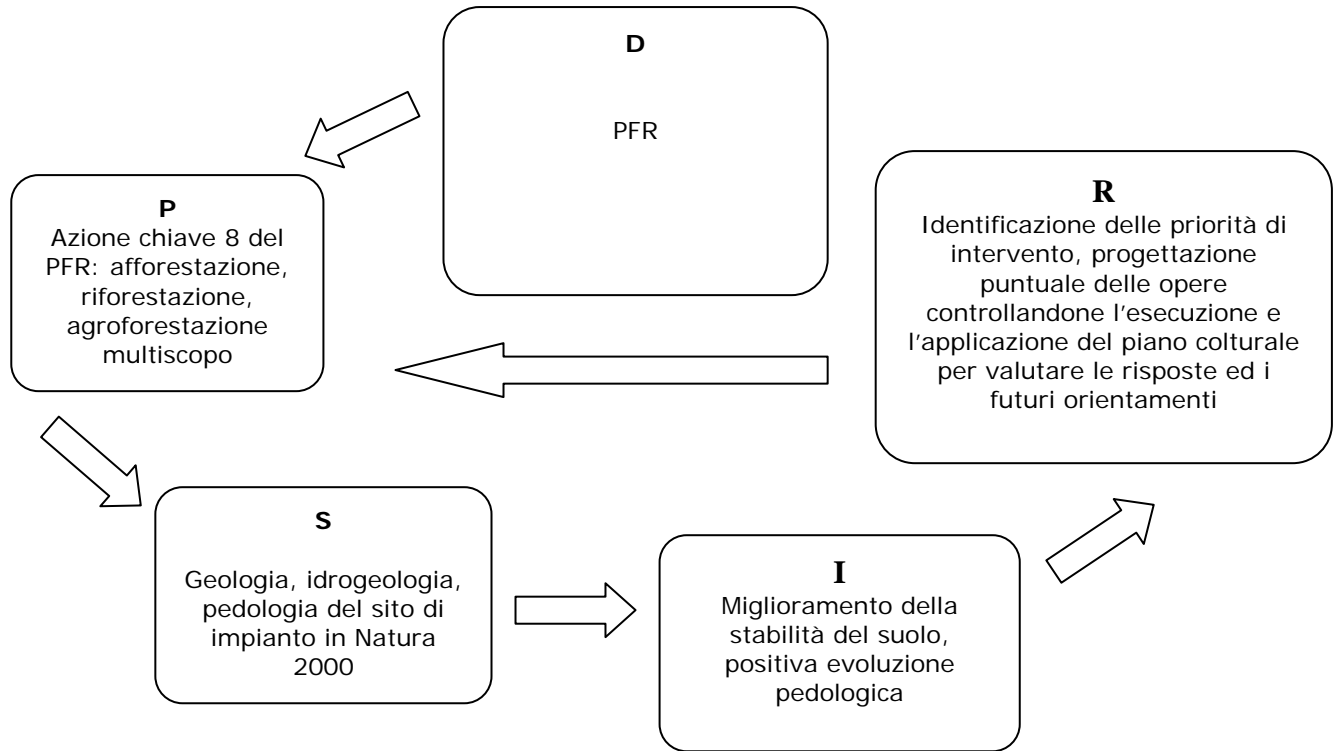 D
PFR
P
Azione chiave 8 del
PFR: afforestazione,
riforestazione,
agroforestazione
multiscopo
S
Geologia, idrogeologia,
pedologia del sito di
impianto in Natura
2000
I
Miglioramento della
stabilità del suolo,
positiva evoluzione
pedologica
R
Identificazione delle priorità di
intervento, progettazione
puntuale delle opere
controllandone l'esecuzione e
l'applicazione del piano colturale
per valutare le risposte ed i
futuri orientamenti